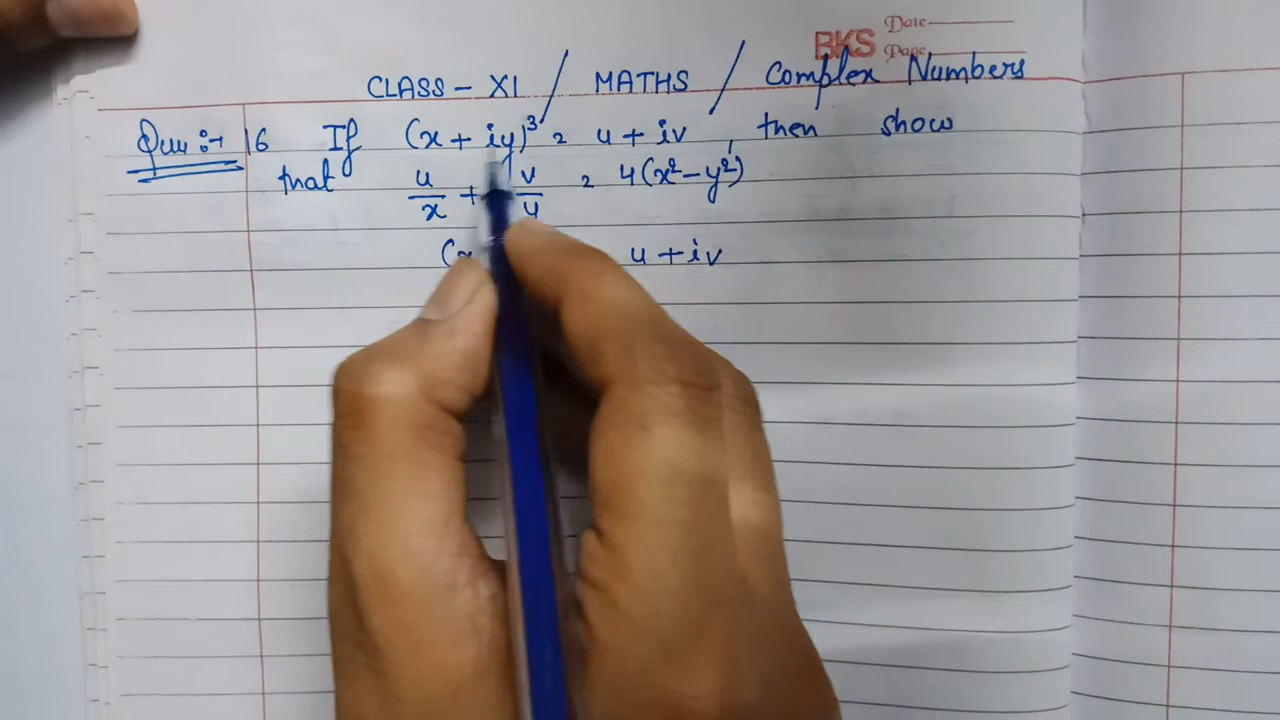 BKS Date
Page
CLASS - XI / MATHS / Complex Numbers
Qus :- 16 If (x + iy)³ = u + iv, then show
that u/x + v/y = 4(x² - y²)
(x u + iv